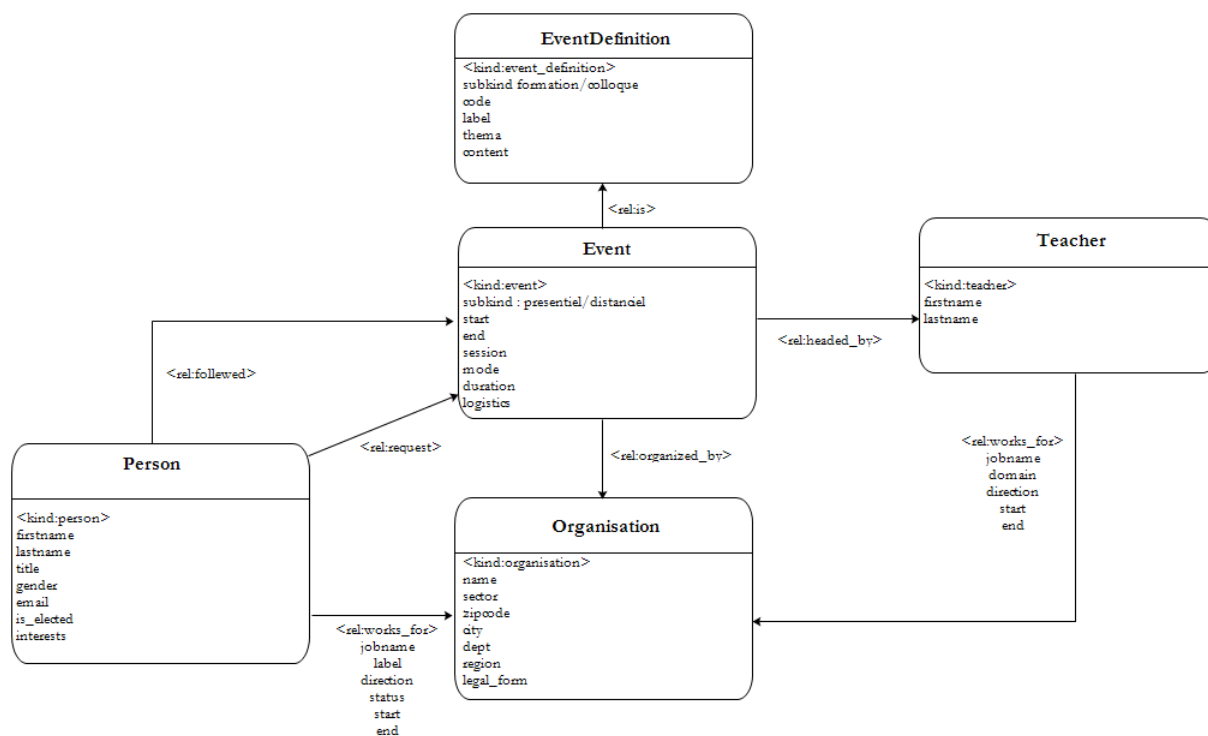 EventDefinition
<kind:event_definition>
subkind formation/colloque
code
label
thema
content
<rel:is>
Event
<kind:event>
subkind : presentiel/distanciel
start
end
session
mode
duration
logistics
Teacher
<kind:teacher>
firstname
lastname
<rel:headed_by>
<rel:follewed>
<rel:request>
<rel:organized_by>
<rel:works_for>
jobname
domain
direction
start
end
Person
<kind:person>
firstname
lastname
title
gender
email
is_elected
interests
Organisation
<kind:organisation>
name
sector
zipcode
city
dept
region
legal_form
<rel:works_for>
jobname
label
direction
status
start
end